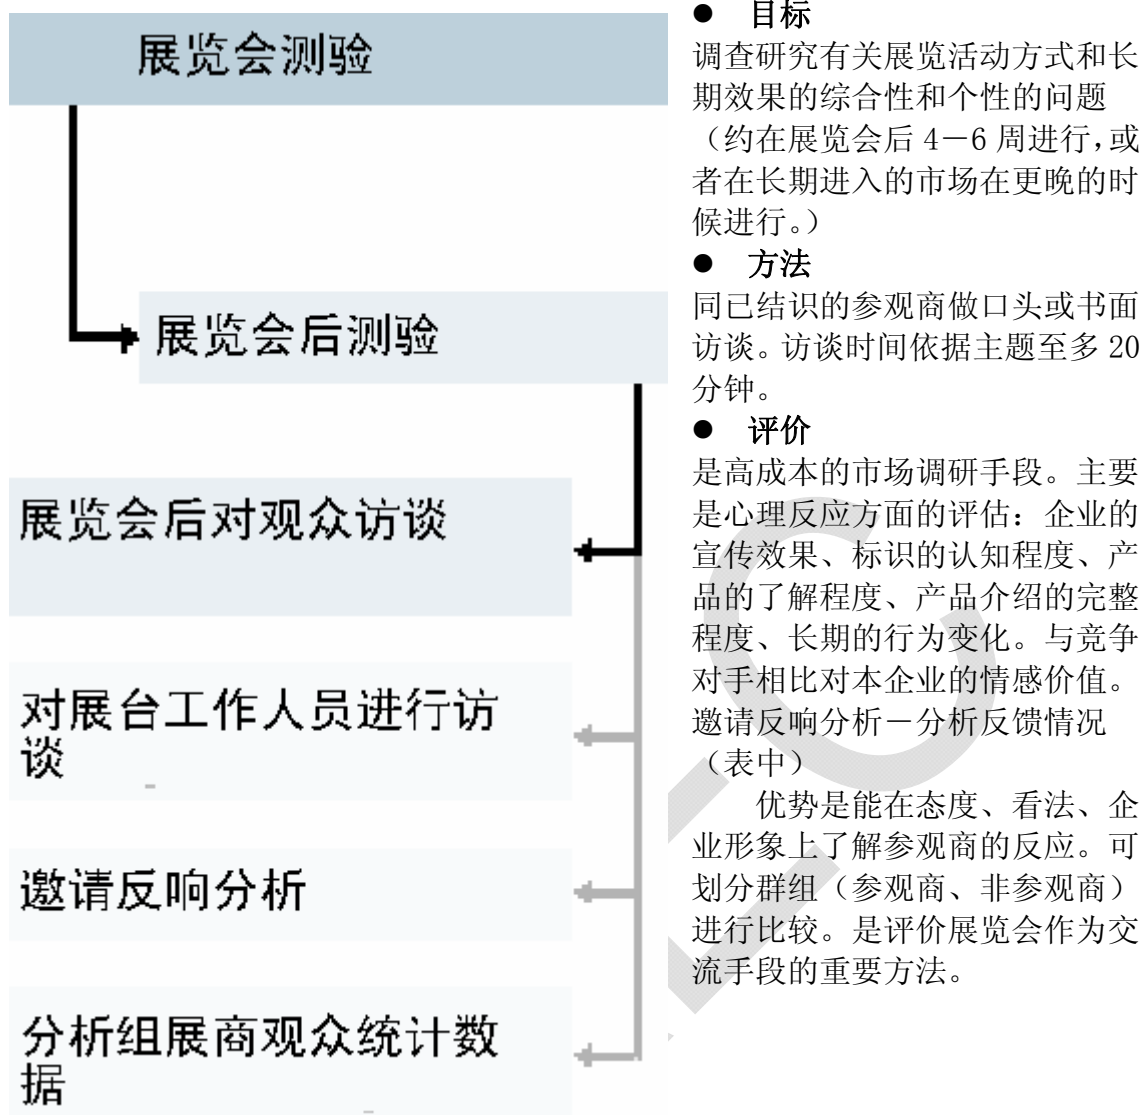 展览会测验
展览会后测验
展览会后对观众访谈
对展台工作人员进行访
谈
邀请反响分析
分析组展商观众统计数
据
● 目标
调查研究有关展览活动方式和长
期效果的综合性和个性的问题
（约在展览会后 4－6 周进行，或
者在长期进入的市场在更晚的时
候进行。）
● 方法
同已结识的参观商做口头或书面
访谈。访谈时间依据主题至多 20
分钟。
● 评价
是高成本的市场调研手段。主要
是心理反应方面的评估：企业的
宣传效果、标识的认知程度、产
品的了解程度、产品介绍的完整
程度、长期的行为变化。与竞争
对手相比对本企业的情感价值。
邀请反响分析－分析反馈情况
（表中）
优势是能在态度、看法、企
业形象上了解参观商的反应。可
划分群组（参观商、非参观商）
进行比较。是评价展览会作为交
流手段的重要方法。